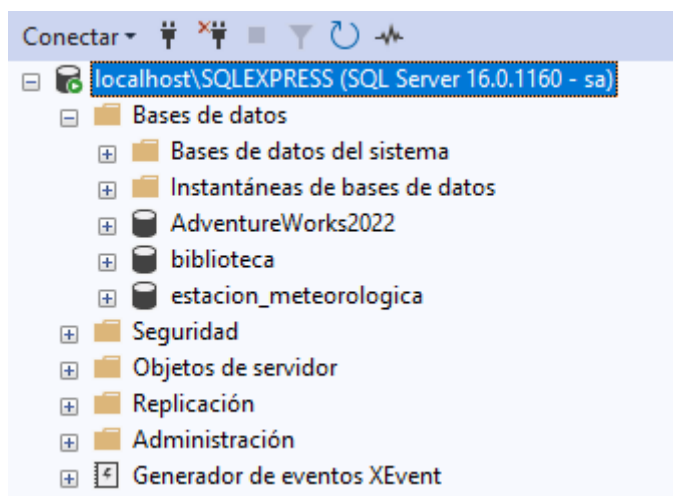 Conectar
localhost\SQLEXPRESS (SQL Server 16.0.1160 - sa)
Bases de datos
Bases de datos del sistema
Instantáneas de bases de datos
AdventureWorks2022
biblioteca
estacion_meteorologica
Seguridad
Objetos de servidor
Replicación
Administración
Generador de eventos XEvent